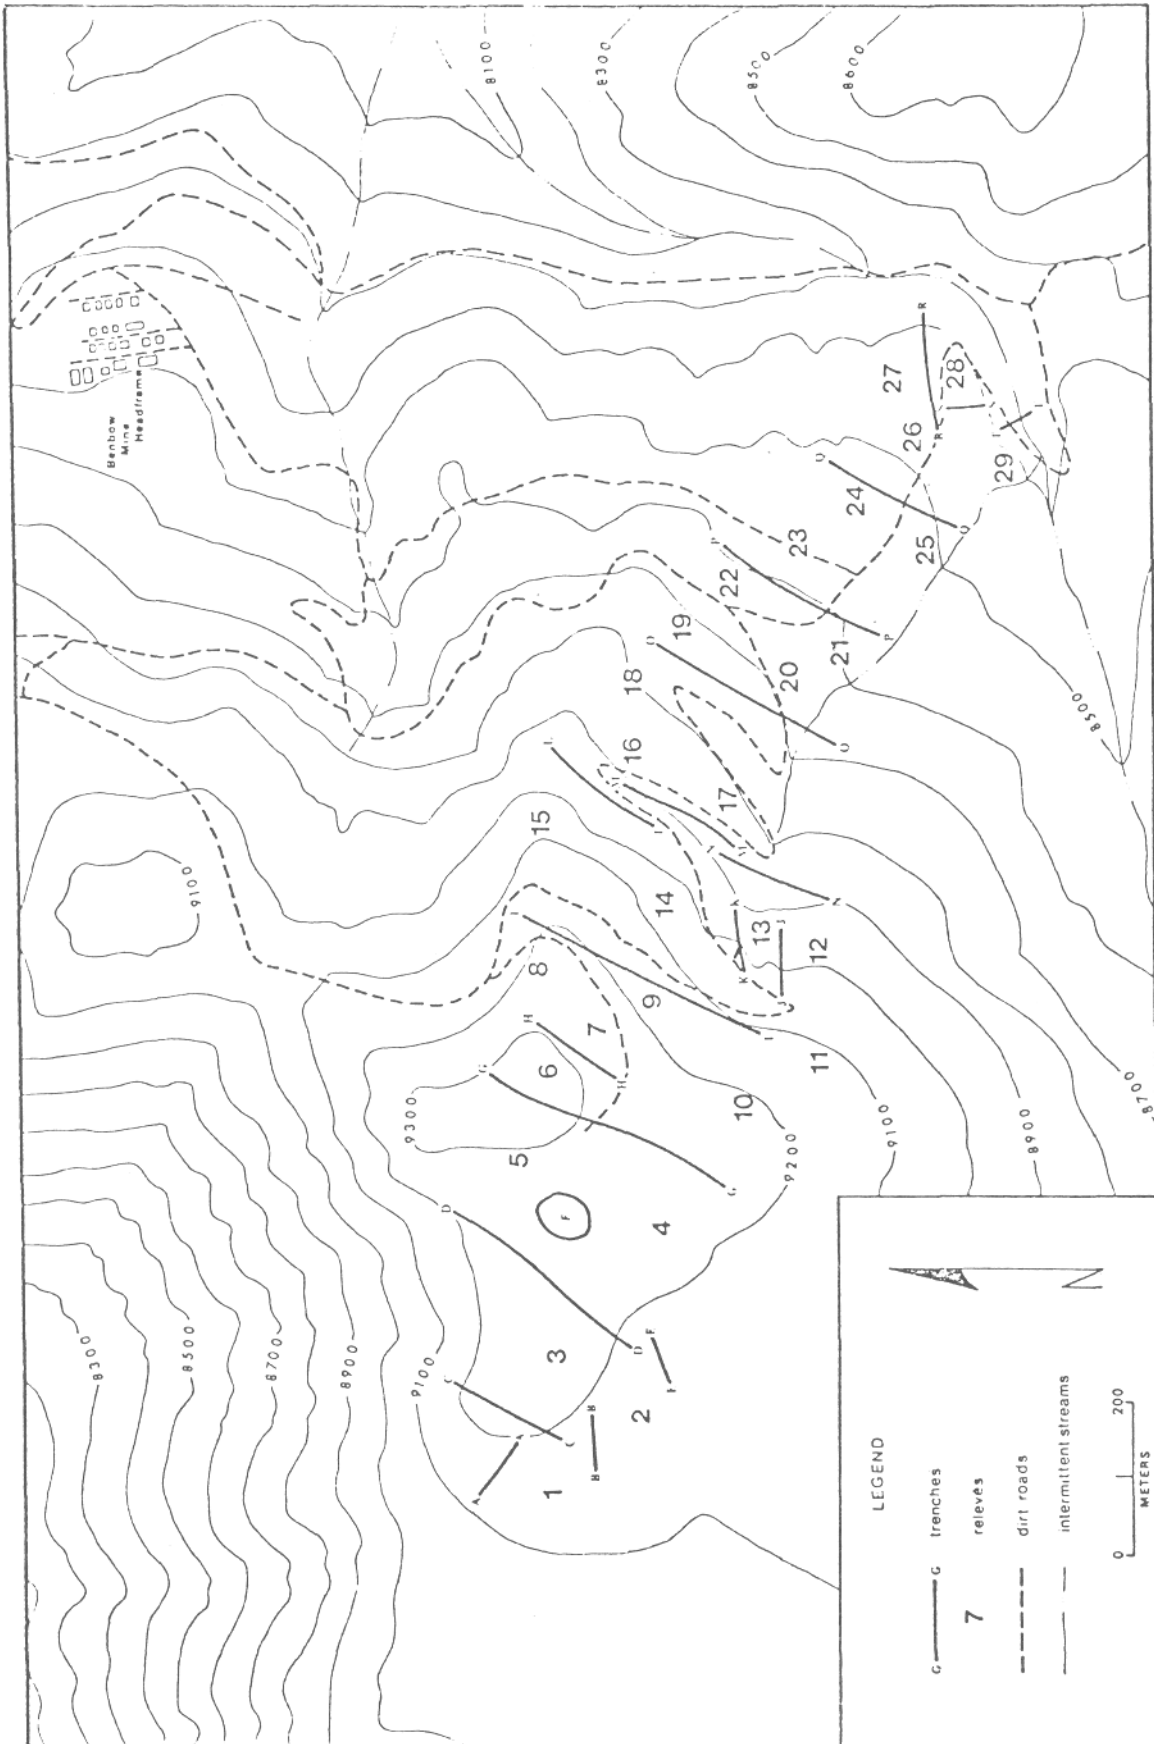 8100
8300
8500
8600
Benbow
Mine
Headframe
9100
R
27
28
R
26
29
Q
24
25
Q
23
P
22
21
P
19
O
18
20
O
16
L
M
17
L
M
N
15
14
N
K
13
J
12
K
J
I
8
9
I
11
H
7
H
G
6
10
9300
5
G
9200
9100
8900
8700
8500
D
F
4
D
F
F
3
2
C
C
B
B
A
A
1
9100
8900
8700
8500
8300
N
LEGEND
G G trenches
7 relevés
dirt roads
intermittent streams
0 200
METERS